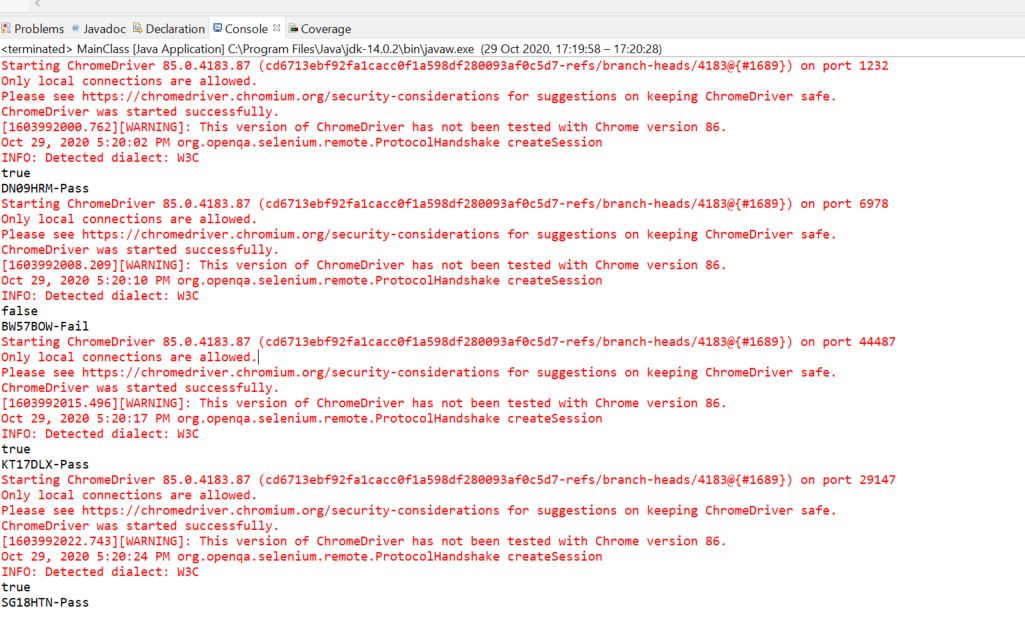 Problems Javadoc Declaration Console Coverage
<terminated> MainClass [Java Application] C:\Program Files\Java\jdk-14.0.2\bin\javaw.exe (29 Oct 2020, 17:19:58 – 17:20:28)
Starting ChromeDriver 85.0.4183.87 (cd6713ebf92fa1cacc0f1a598df280093af0c5d7-refs/branch-heads/4183@{#1689}) on port 1232
Only local connections are allowed.
Please see https://chromedriver.chromium.org/security-considerations for suggestions on keeping ChromeDriver safe.
ChromeDriver was started successfully.
[1603992000.762][WARNING]: This version of ChromeDriver has not been tested with Chrome version 86.
Oct 29, 2020 5:20:02 PM org.openqa.selenium.remote.ProtocolHandshake createSession
INFO: Detected dialect: W3C
true
DN09HRM-Pass
Starting ChromeDriver 85.0.4183.87 (cd6713ebf92fa1cacc0f1a598df280093af0c5d7-refs/branch-heads/4183@{#1689}) on port 6978
Only local connections are allowed.
Please see https://chromedriver.chromium.org/security-considerations for suggestions on keeping ChromeDriver safe.
ChromeDriver was started successfully.
[1603992008.209][WARNING]: This version of ChromeDriver has not been tested with Chrome version 86.
Oct 29, 2020 5:20:10 PM org.openqa.selenium.remote.ProtocolHandshake createSession
INFO: Detected dialect: W3C
false
BW57BOW-Fail
Starting ChromeDriver 85.0.4183.87 (cd6713ebf92fa1cacc0f1a598df280093af0c5d7-refs/branch-heads/4183@{#1689}) on port 44487
Only local connections are allowed.
Please see https://chromedriver.chromium.org/security-considerations for suggestions on keeping ChromeDriver safe.
ChromeDriver was started successfully.
[1603992015.496][WARNING]: This version of ChromeDriver has not been tested with Chrome version 86.
Oct 29, 2020 5:20:17 PM org.openqa.selenium.remote.ProtocolHandshake createSession
INFO: Detected dialect: W3C
true
KT17DLX-Pass
Starting ChromeDriver 85.0.4183.87 (cd6713ebf92fa1cacc0f1a598df280093af0c5d7-refs/branch-heads/4183@{#1689}) on port 29147
Only local connections are allowed.
Please see https://chromedriver.chromium.org/security-considerations for suggestions on keeping ChromeDriver safe.
ChromeDriver was started successfully.
[1603992022.743][WARNING]: This version of ChromeDriver has not been tested with Chrome version 86.
Oct 29, 2020 5:20:24 PM org.openqa.selenium.remote.ProtocolHandshake createSession
INFO: Detected dialect: W3C
true
SG18HTN-Pass